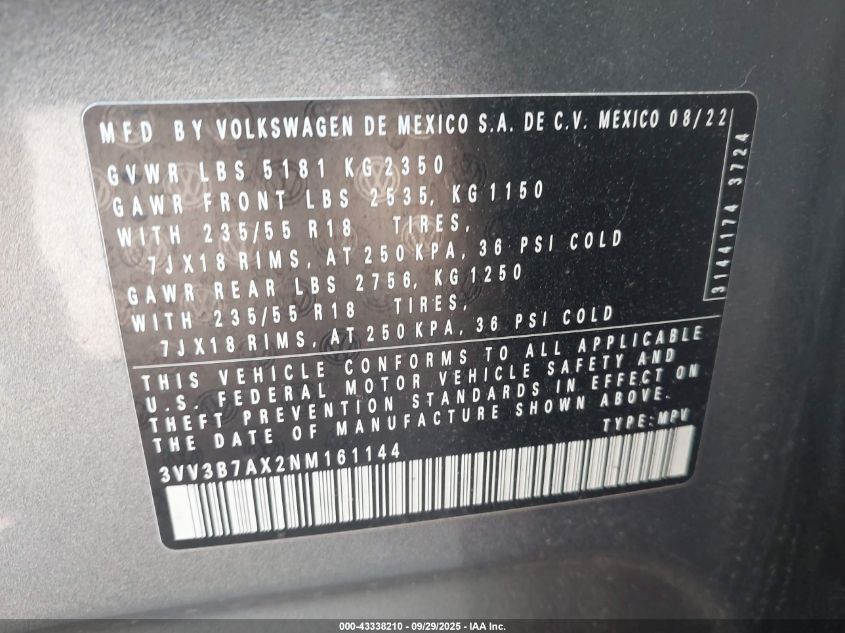 MFD BY VOLKSWAGEN DE MEXICO S.A. DE C.V. MEXICO 08/22
GVWR LBS 5181 KG 2350
GAWR FRONT LBS 2535, KG 1150
WITH 235/55 R18 TIRES,
7JX18 RIMS, AT 250 KPA, 36 PSI COLD
GAWR REAR LBS 2756, KG 1250
WITH 235/55 R18 TIRES,
7JX18 RIMS, AT 250 KPA, 36 PSI COLD
3144174 3724
THIS VEHICLE CONFORMS TO ALL APPLICABLE
U.S. FEDERAL MOTOR VEHICLE SAFETY AND
THEFT PREVENTION STANDARDS IN EFFECT ON
THE DATE OF MANUFACTURE SHOWN ABOVE.
TYPE: MPV
3VV3B7AX2NM161144
000-43338210 - 09/29/2025 - IAA Inc.